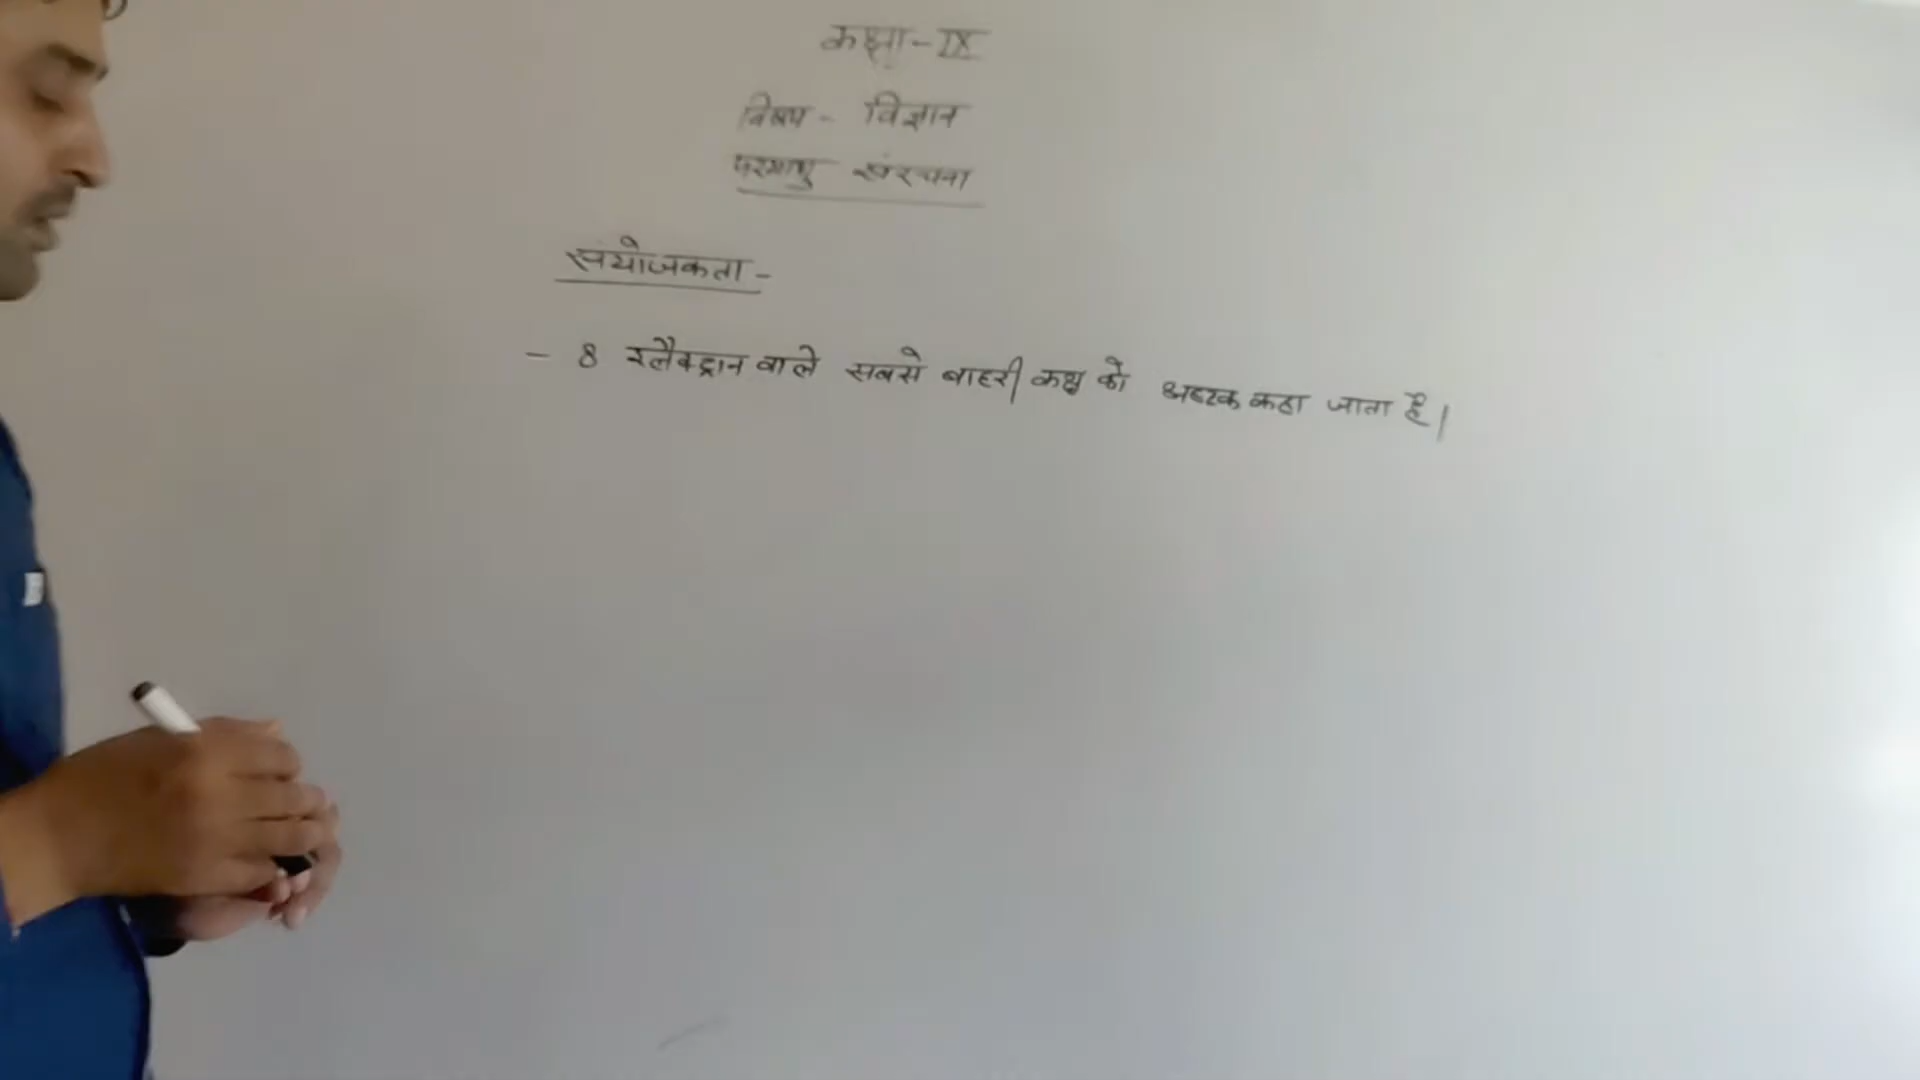 कक्षा - IX
विषय - विज्ञान
परमाणु संरचना
संयोजकता -
- 8 इलैक्ट्रान वाले सबसे बाहरी कक्ष को अष्टक कहा जाता है।